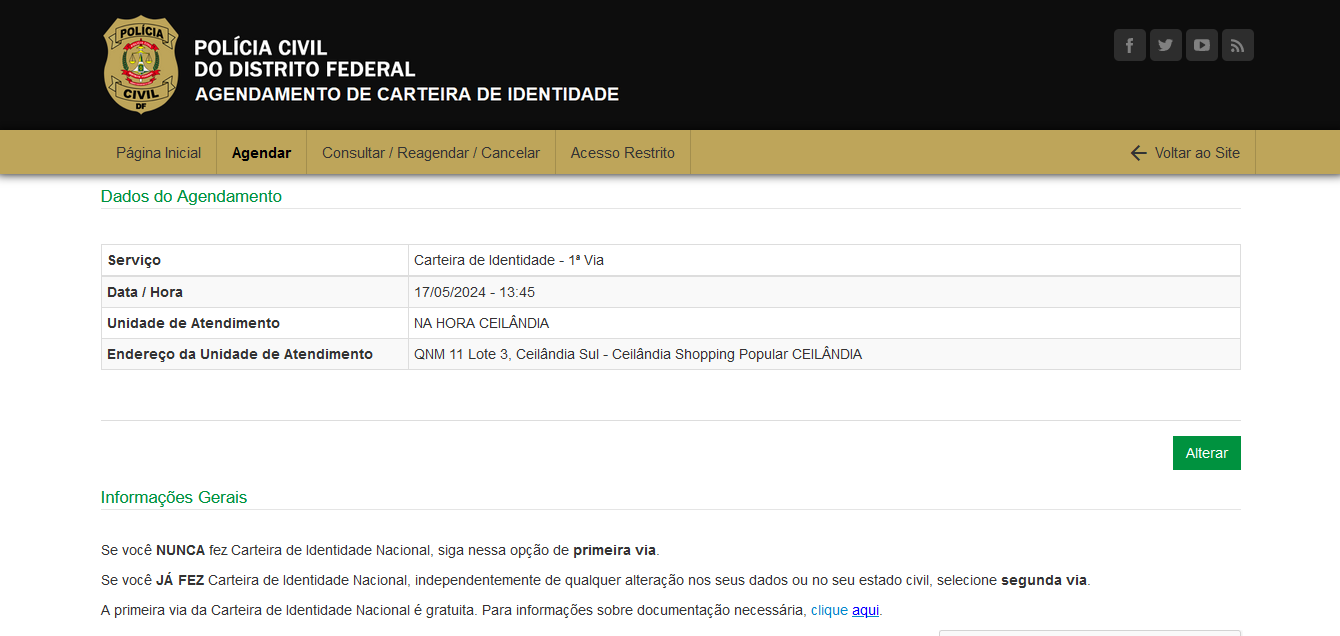 POLÍCIA
CIVIL
DF
POLÍCIA CIVIL
DO DISTRITO FEDERAL
AGENDAMENTO DE CARTEIRA DE IDENTIDADE
Página Inicial Agendar Consultar / Reagendar / Cancelar Acesso Restrito Voltar ao Site
Dados do Agendamento
Serviço Carteira de Identidade - 1ª Via
Data / Hora 17/05/2024 - 13:45
Unidade de Atendimento NA HORA CEILÂNDIA
Endereço da Unidade de Atendimento QNM 11 Lote 3, Ceilândia Sul - Ceilândia Shopping Popular CEILÂNDIA
Alterar
Informações Gerais
Se você NUNCA fez Carteira de Identidade Nacional, siga nessa opção de primeira via.
Se você JÁ FEZ Carteira de Identidade Nacional, independentemente de qualquer alteração nos seus dados ou no seu estado civil, selecione segunda via.
A primeira via da Carteira de Identidade Nacional é gratuita. Para informações sobre documentação necessária, clique aqui.